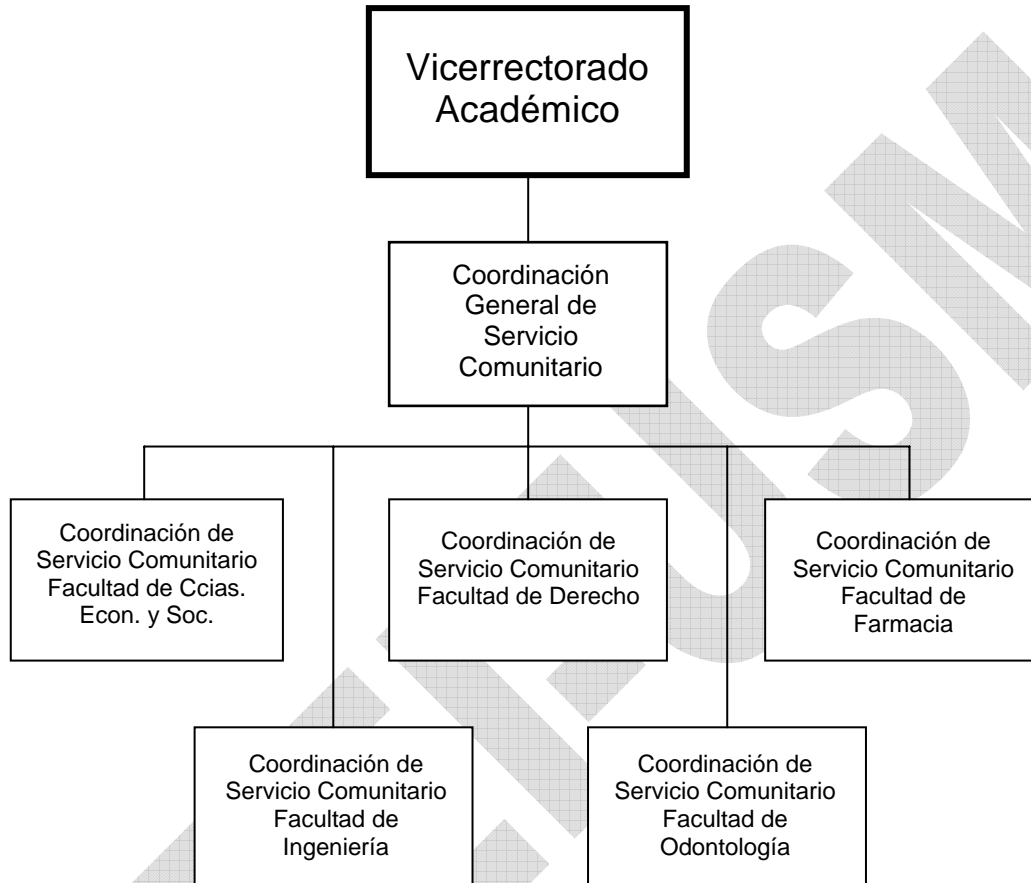 Vicerrectorado
Académico
Coordinación
General de
Servicio
Comunitario
Coordinación de
Servicio Comunitario
Facultad de Ccias.
Econ. y Soc.
Coordinación de
Servicio Comunitario
Facultad de Derecho
Coordinación de
Servicio Comunitario
Facultad de
Farmacia
Coordinación de
Servicio Comunitario
Facultad de
Ingeniería
Coordinación de
Servicio Comunitario
Facultad de
Odontología